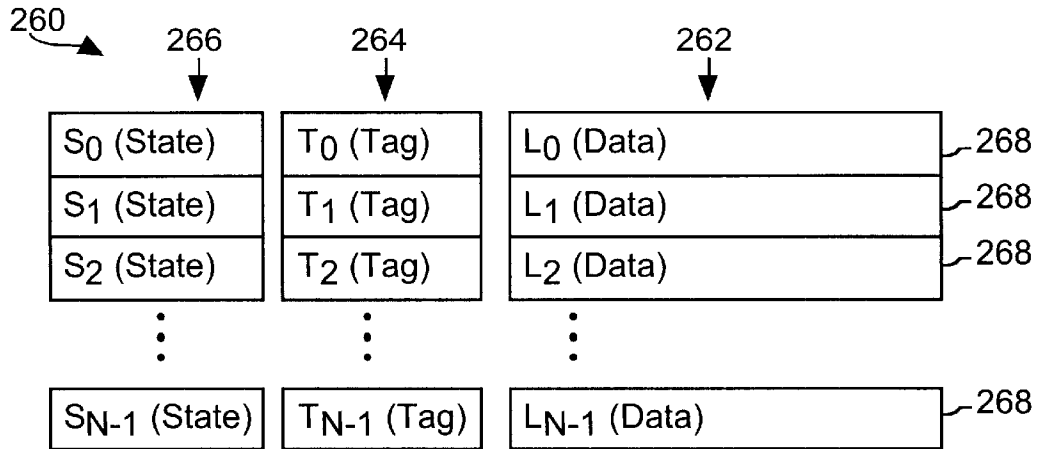 260
266 264 262
S0 (State) T0 (Tag) L0 (Data) 268
S1 (State) T1 (Tag) L1 (Data) 268
S2 (State) T2 (Tag) L2 (Data) 268
SN-1 (State) TN-1 (Tag) LN-1 (Data) 268